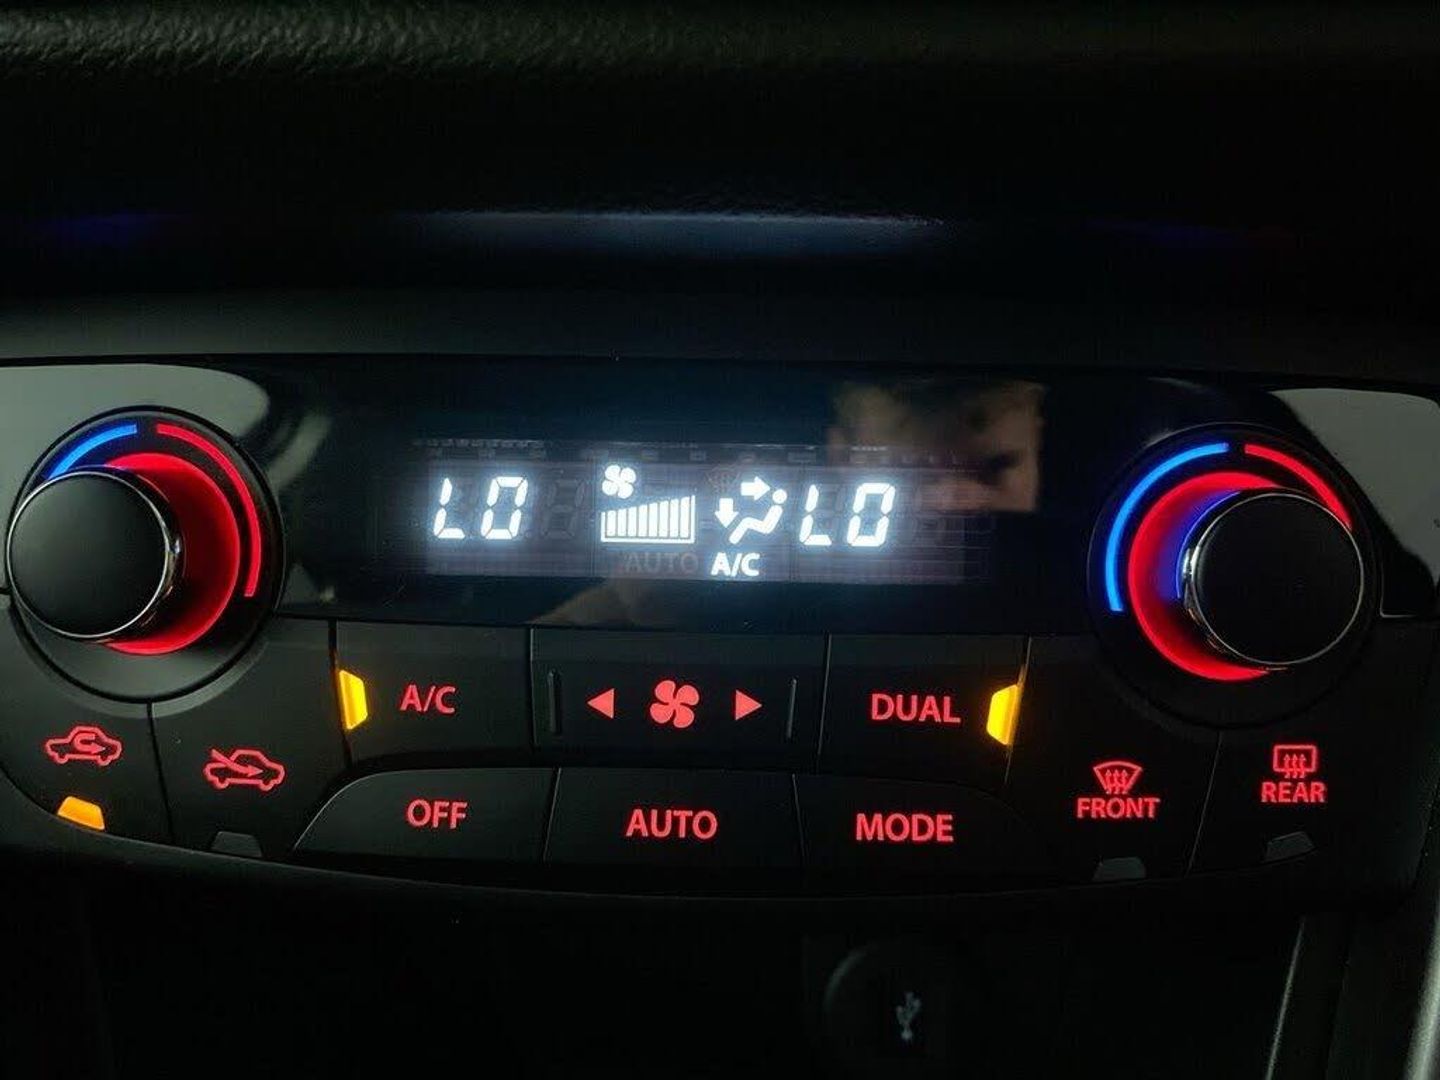 LO
LO
AUTO
A/C
A/C
DUAL
OFF
AUTO
MODE
FRONT
REAR